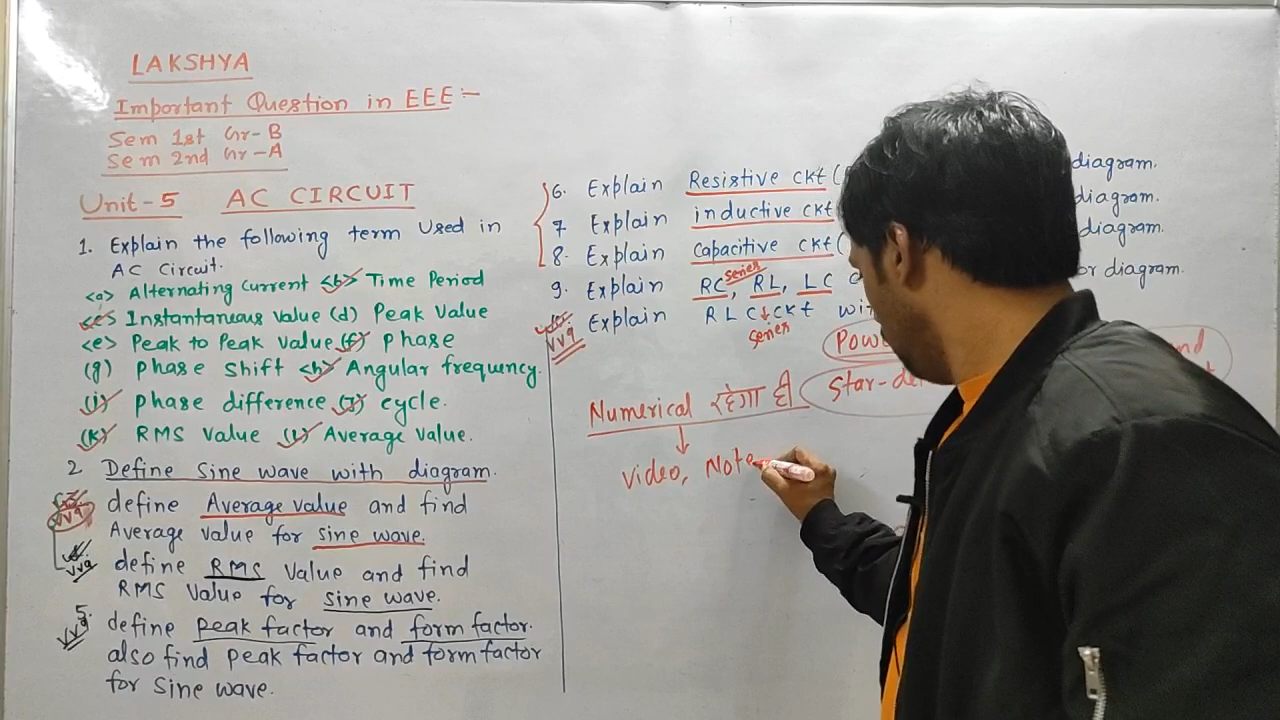 LAKSHYA
Important Question in EEE :-
Sem 1st Gr-B
Sem 2nd Gr-A
Unit-5 AC CIRCUIT
1. Explain the following term used in
AC Circuit.
<a> Alternating current <b> Time Period
<c> Instantaneous value (d) Peak Value
<e> Peak to Peak value (f) phase
(g) phase shift <h> Angular frequency.
(i) phase difference (J) cycle.
(k) RMS value (l) Average value.
2 Define sine wave with diagram.
VVq define Average value and find
Average value for sine wave.
VVq define RMS value and find
RMS value for sine wave.
5. VVq define peak factor and form factor.
also find peak factor and form factor
for sine wave.
6. Explain Resistive ckt ( diagram.
7 Explain inductive ckt diagram.
8. Explain capacitive ckt ( diagram.
9. Explain RC, series RL, LC diagram.
VVq Explain RLC ckt
series
Numerical रहेगा ही
video, Note